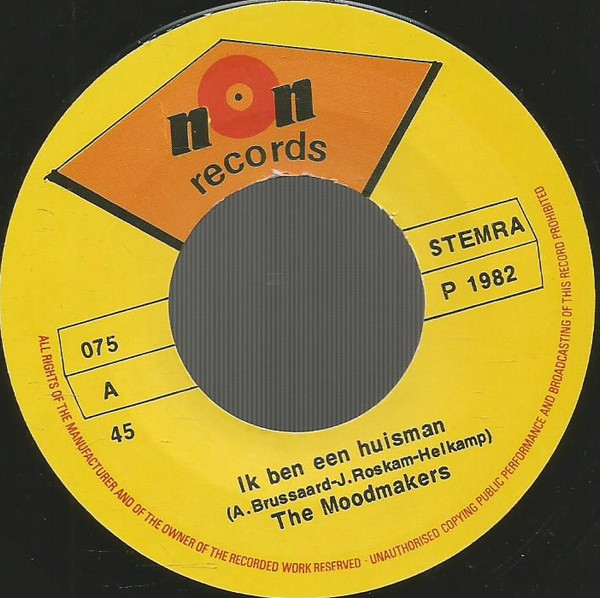 non
records
STEMRA
P 1982
075
A
45
Ik ben een huisman
(A.Brussaard-J.Roskam-Helkamp)
The Moodmakers
ALL RIGHTS OF THE MANUFACTURER AND OF THE OWNER OF THE RECORDED WORK RESERVED - UNAUTHORISED COPYING PUBLIC PERFORMANCE AND BROADCASTING OF THIS RECORD PROHIBITED